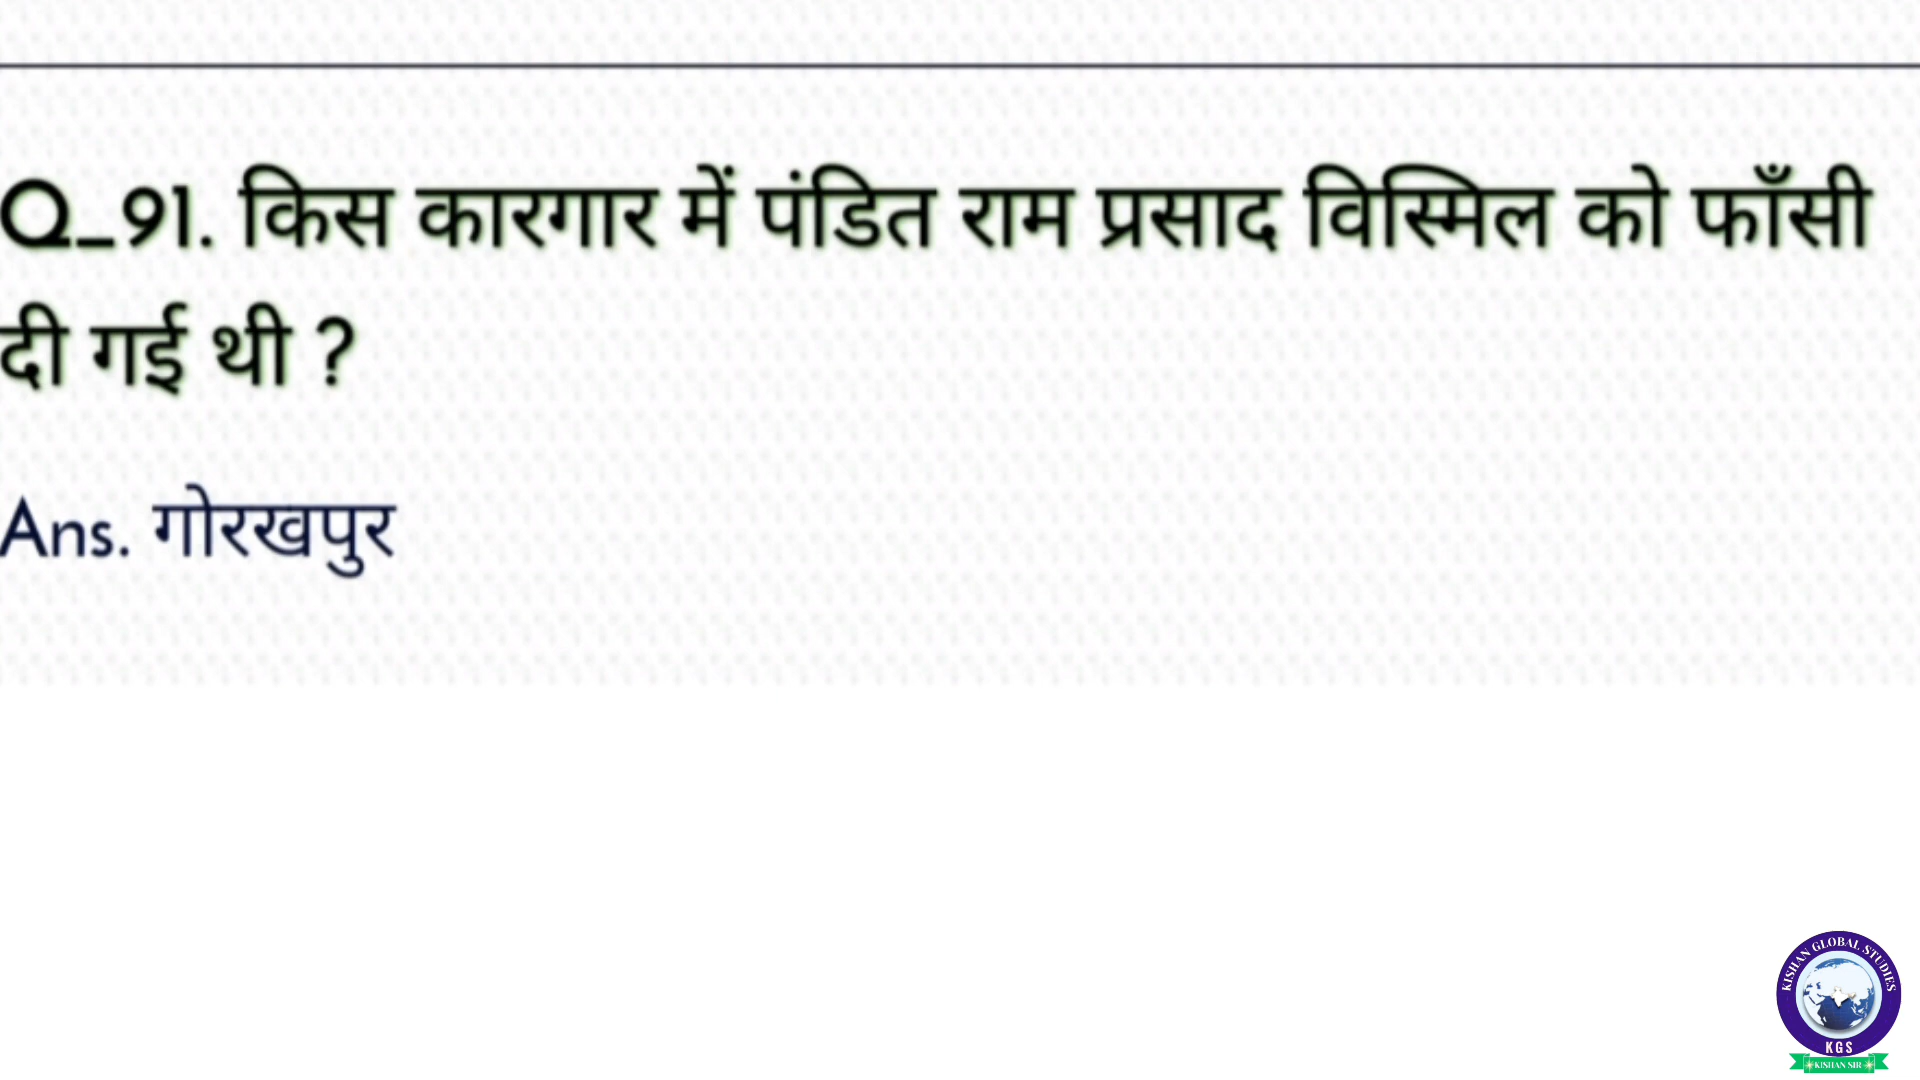 Q_91. किस कारगार में पंडित राम प्रसाद विस्मिल को फाँसी
दी गई थी ?
Ans. गोरखपुर
KISHAN GLOBAL STUDIES
KGS
KISHAN SIR